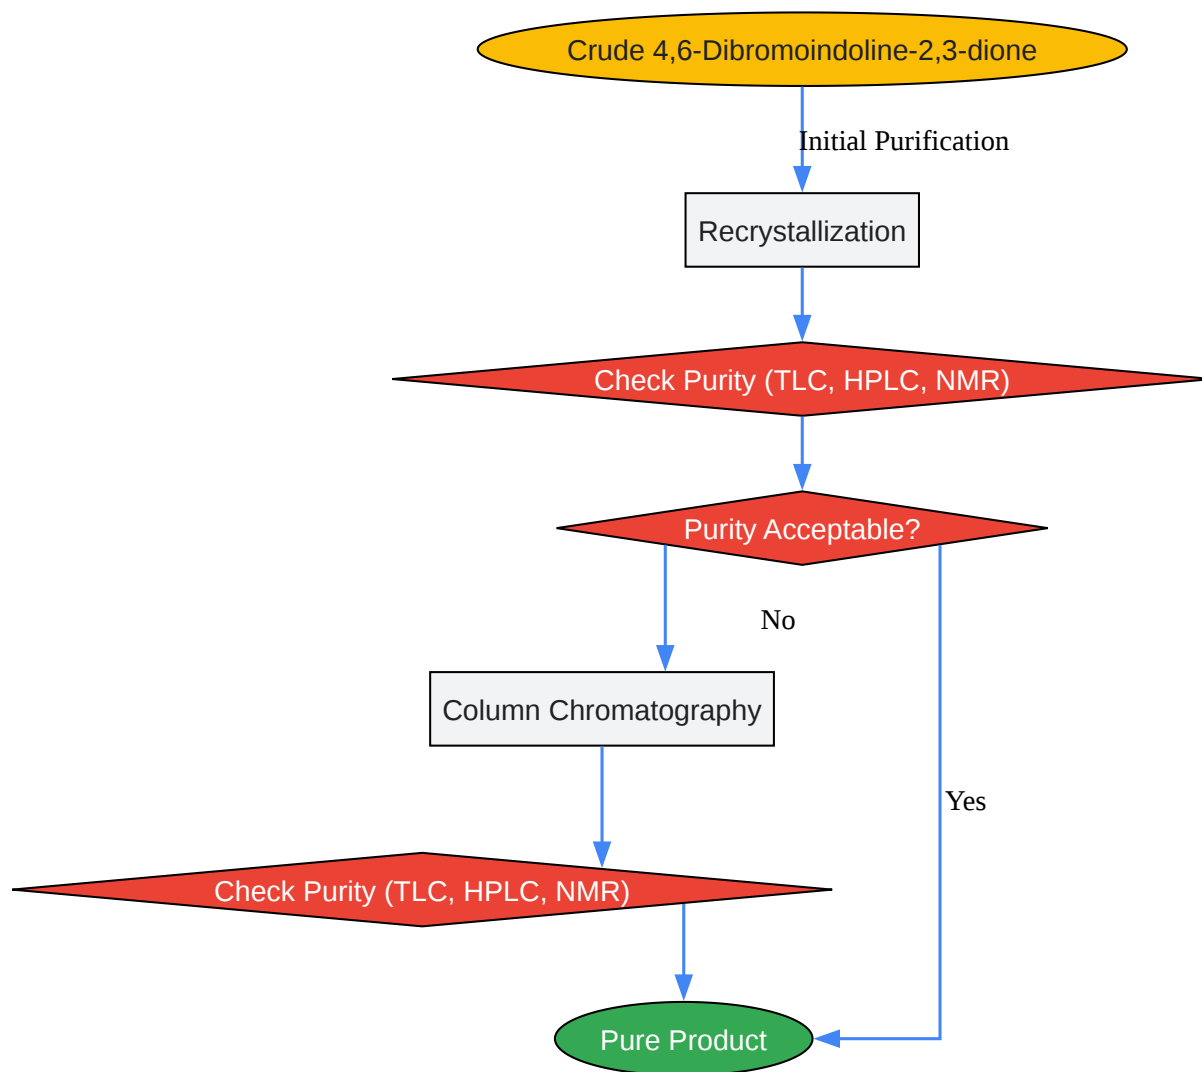 Crude 4,6-Dibromoindoline-2,3-dione
Initial Purification
Recrystallization
Check Purity (TLC, HPLC, NMR)
Purity Acceptable?
No
Column Chromatography
Yes
Check Purity (TLC, HPLC, NMR)
Pure Product